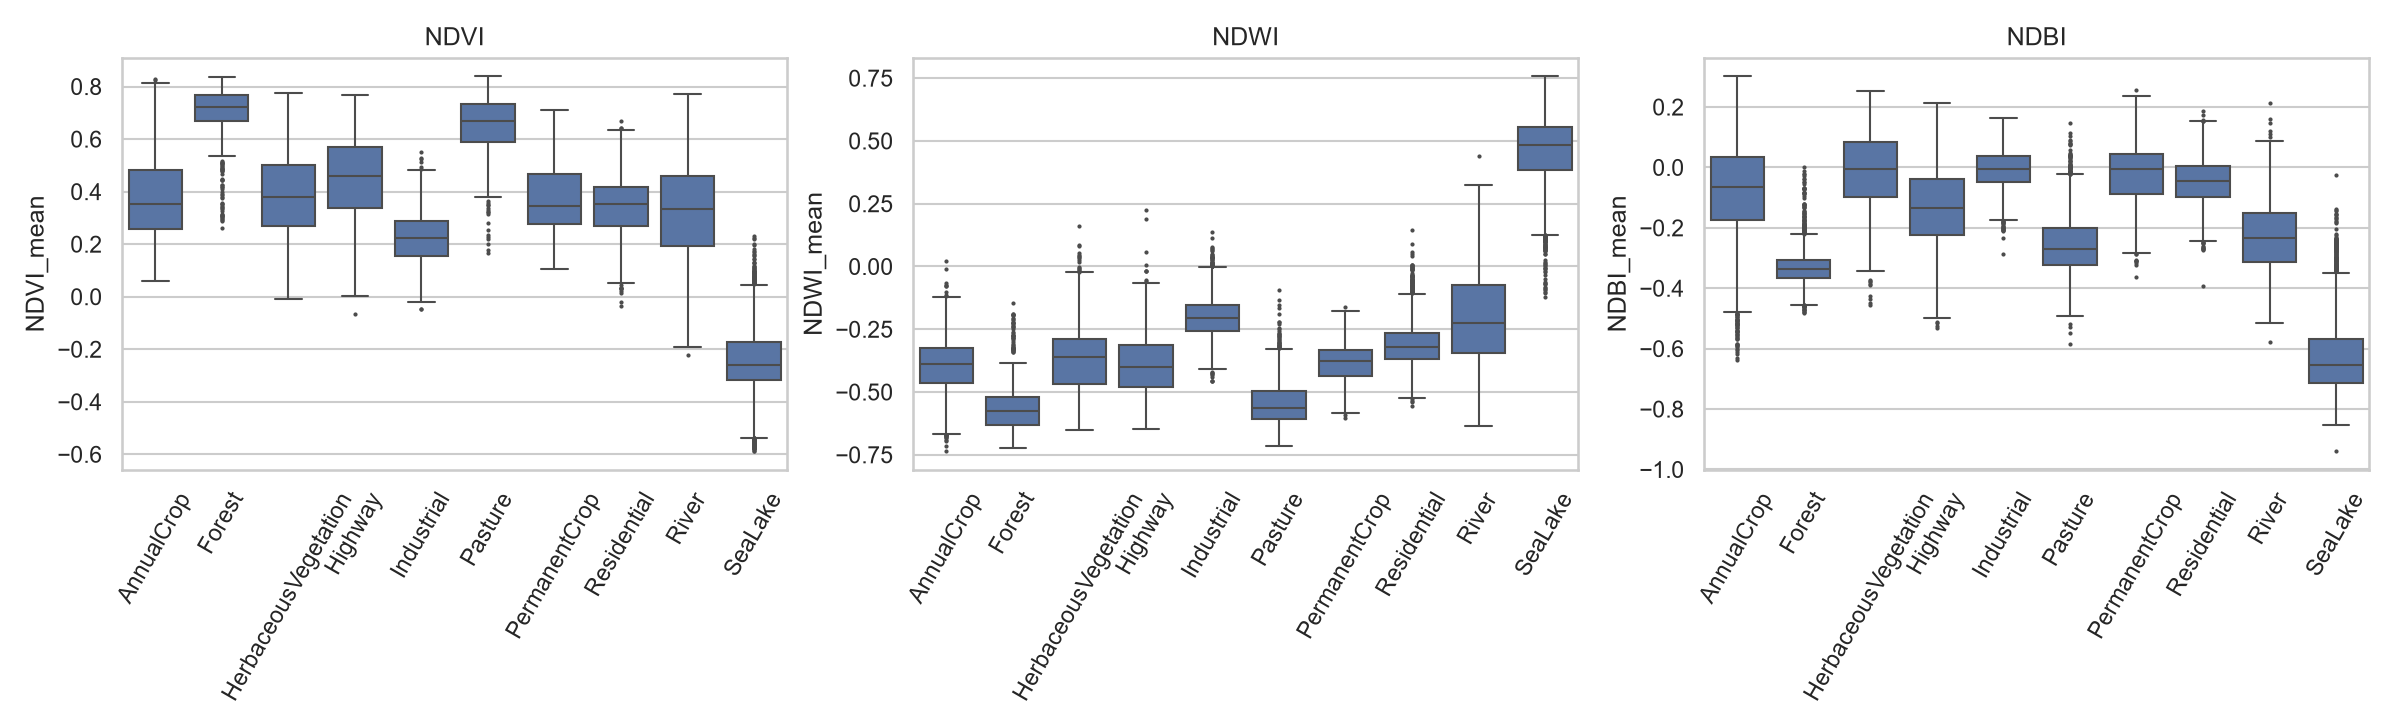 NDVI
NDVI_mean
0.8
0.6
0.4
0.2
0.0
−0.2
−0.4
−0.6
AnnualCrop
Forest
HerbaceousVegetation
Highway
Industrial
Pasture
PermanentCrop
Residential
River
SeaLake
NDWI
NDWI_mean
0.75
0.50
0.25
0.00
−0.25
−0.50
−0.75
AnnualCrop
Forest
HerbaceousVegetation
Highway
Industrial
Pasture
PermanentCrop
Residential
River
SeaLake
NDBI
NDBI_mean
0.2
0.0
−0.2
−0.4
−0.6
−0.8
−1.0
AnnualCrop
Forest
HerbaceousVegetation
Highway
Industrial
Pasture
PermanentCrop
Residential
River
SeaLake